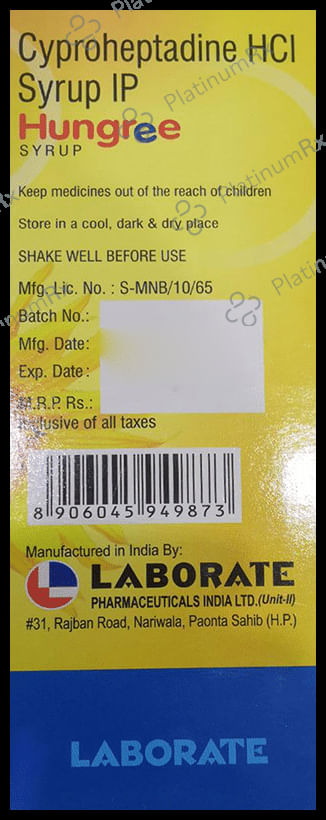 Cyproheptadine HCl
Syrup IP
Hungree
SYRUP
Keep medicines out of the reach of children
Store in a cool, dark & dry place
SHAKE WELL BEFORE USE
Mfg. Lic. No. : S-MNB/10/65
Batch No.:
Mfg. Date:
Exp. Date :
M.R.P. Rs.:
Inclusive of all taxes
8 906045 949873
Manufactured in India By:
LABORATE
PHARMACEUTICALS INDIA LTD.(Unit-II)
#31, Rajban Road, Nariwala, Paonta Sahib (H.P.)
LABORATE
PlatinumRx
PlatinumRx
PlatinumRx